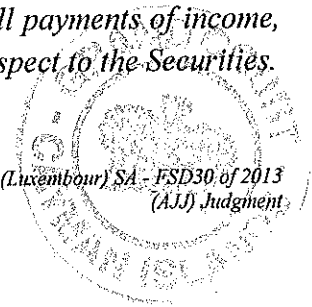 ll payments of income,
spect to the Securities.
(Luxembour) SA - FSD30 of 2013
(AJJ) Judgment